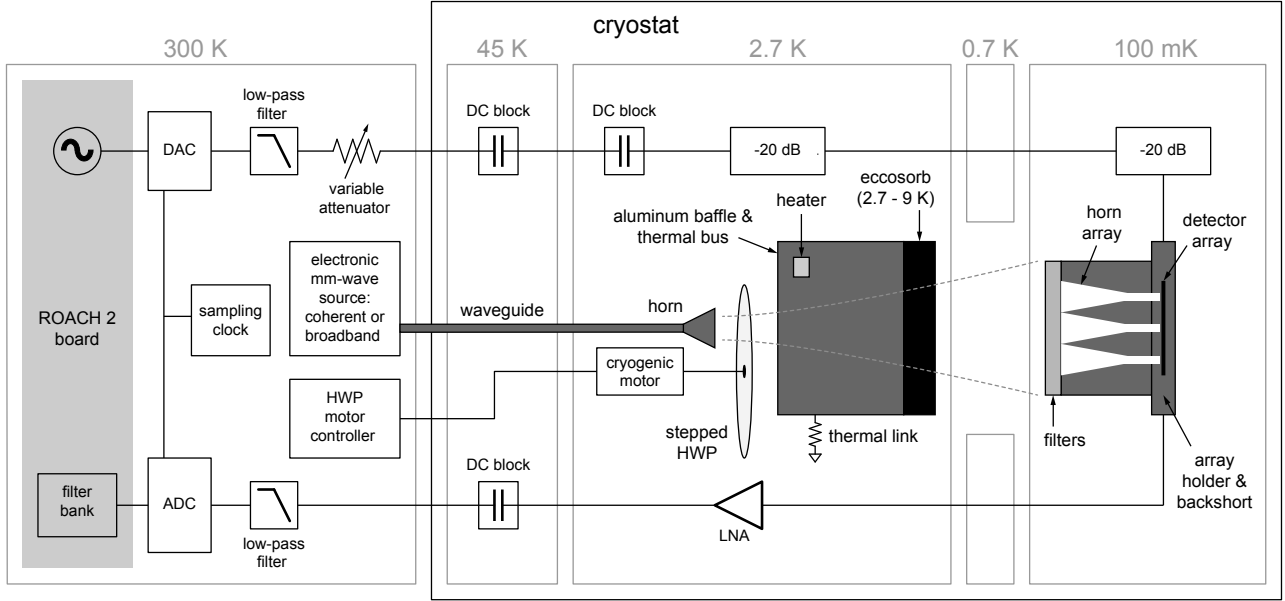 cryostat
300 K
45 K
2.7 K
0.7 K
100 mK
low-pass
filter
DC block
DC block
DAC
-20 dB
-20 dB
variable
attenuator
eccosorb
(2.7 - 9 K)
heater
aluminum baffle &
thermal bus
horn
array
detector
array
electronic
mm-wave
source:
coherent or
broadband
ROACH 2
board
sampling
clock
waveguide
horn
cryogenic
motor
HWP
motor
controller
stepped
HWP
thermal link
filters
array
holder &
backshort
DC block
filter
bank
ADC
low-pass
filter
LNA